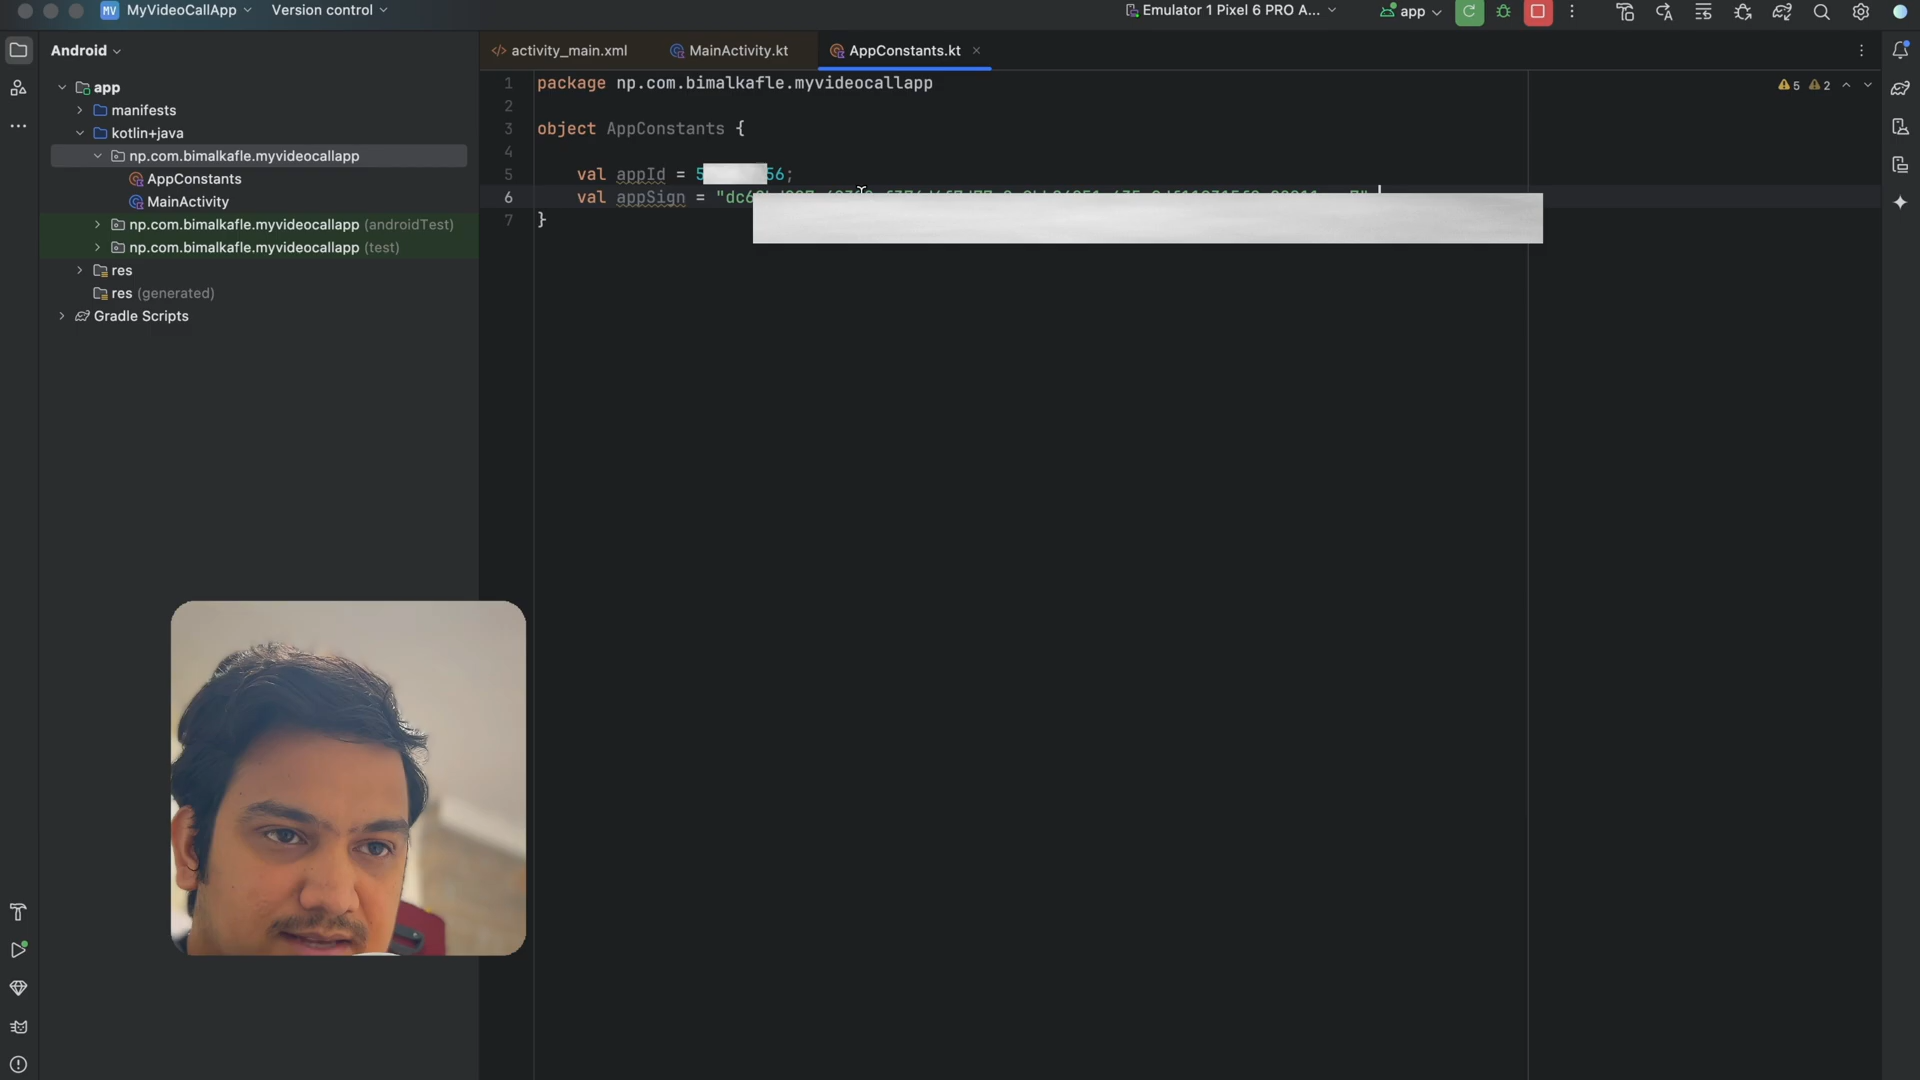 MV MyVideoCallApp Version control Emulator 1 Pixel 6 PRO A... app
Android
activity_main.xml MainActivity.kt AppConstants.kt
app
manifests
kotlin+java
np.com.bimalkafle.myvideocallapp
AppConstants
MainActivity
np.com.bimalkafle.myvideocallapp (androidTest)
np.com.bimalkafle.myvideocallapp (test)
res
res (generated)
Gradle Scripts
1 package np.com.bimalkafle.myvideocallapp
5 2
2
3 object AppConstants {
4
5 val appId = 5 56;
6 val appSign = "dc6
7 }